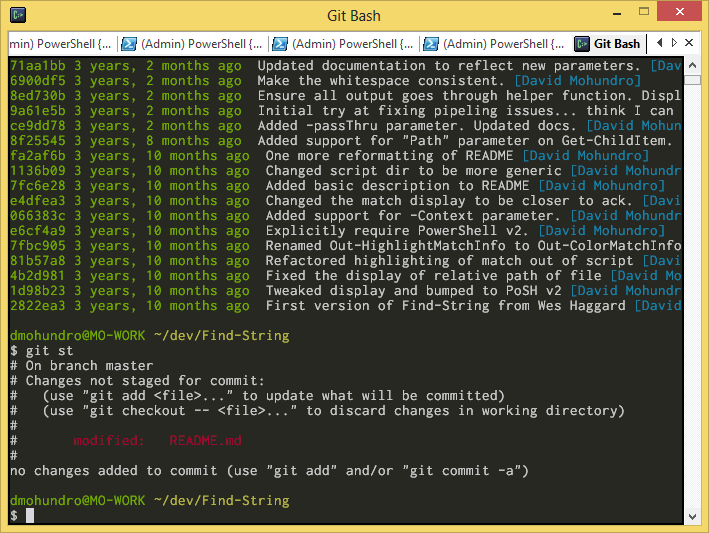 Git Bash
min) PowerShell {... (Admin) PowerShell {... (Admin) PowerShell {... (Admin) PowerShell {... Git Bash
71aa1bb 3 years, 2 months ago Updated documentation to reflect new parameters. [Dav
6900df5 3 years, 2 months ago Make the whitespace consistent. [David Mohundro]
8ed730b 3 years, 2 months ago Ensure all output goes through helper function. Displ
9a61e5b 3 years, 2 months ago Initial try at fixing pipeling issues... think I can
ce9dd78 3 years, 2 months ago Added -passThru parameter. Updated docs. [David Mohun
8f25545 3 years, 8 months ago Added support for "Path" parameter on Get-ChildItem.
fa2af6b 3 years, 10 months ago One more reformatting of README [David Mohundro]
1136b09 3 years, 10 months ago Changed script dir to be more generic [David Mohundro
7fc6e28 3 years, 10 months ago Added basic description to README [David Mohundro]
e4dfea3 3 years, 10 months ago Changed the match display to be closer to ack. [David
066383c 3 years, 10 months ago Added support for -Context parameter. [David Mohundro
e6cf4a9 3 years, 10 months ago Explicitly require PowerShell v2. [David Mohundro]
7fbc905 3 years, 10 months ago Renamed Out-HighlightMatchInfo to Out-ColorMatchInfo
81b57a8 3 years, 10 months ago Refactored highlighting of match out of script [David
4b2d981 3 years, 10 months ago Fixed the display of relative path of file [David Moh
1d98b23 3 years, 10 months ago Tweaked display and bumped to PoSH v2 [David Mohundro
2822ea3 3 years, 10 months ago First version of Find-String from Wes Haggard [David
dmohundro@MO-WORK ~/dev/Find-String
$ git st
# On branch master
# Changes not staged for commit:
#   (use "git add <file>..." to update what will be committed)
#   (use "git checkout -- <file>..." to discard changes in working directory)
#
#       modified:   README.md
#
no changes added to commit (use "git add" and/or "git commit -a")
dmohundro@MO-WORK ~/dev/Find-String
$